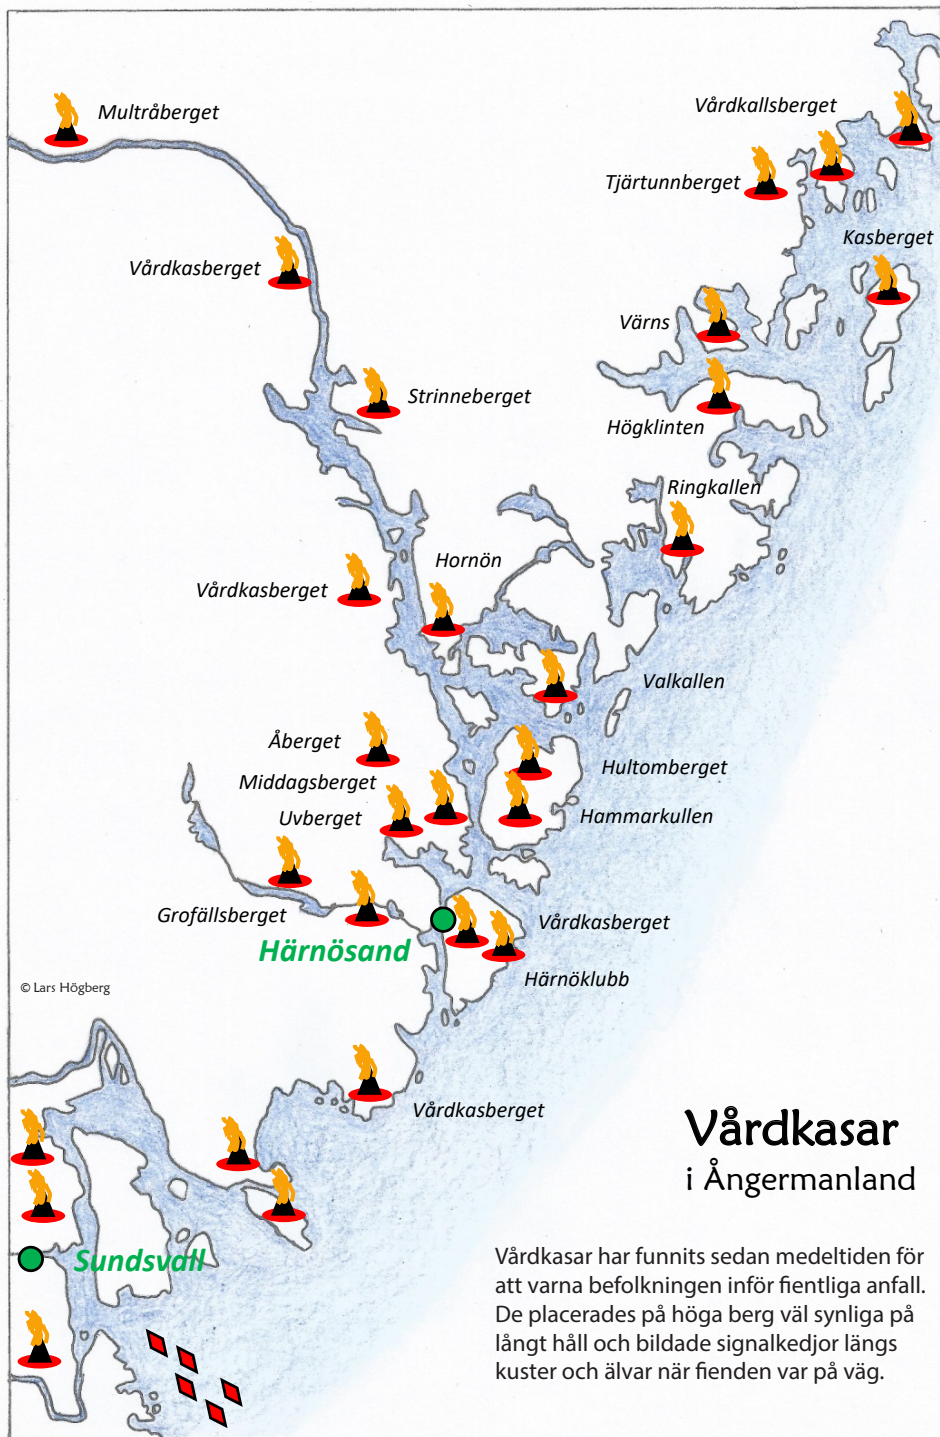 Multråberget
Vårdkallsberget
Tjärtunnberget
Kasberget
Vårdkasberget
Värns
Strinneberget
Högklinten
Ringkallen
Hornön
Vårdkasberget
Valkallen
Åberget
Hultomberget
Middagsberget
Uvberget
Hammarkullen
Grofällsberget
Vårdkasberget
Härnösand
Härnöklubb
© Lars Högberg
Vårdkasberget
Vårdkasar
i Ångermanland
Sundsvall
Vårdkasar har funnits sedan medeltiden för
att varna befolkningen inför fientliga anfall.
De placerades på höga berg väl synliga på
långt håll och bildade signalkedjor längs
kuster och älvar när fienden var på väg.